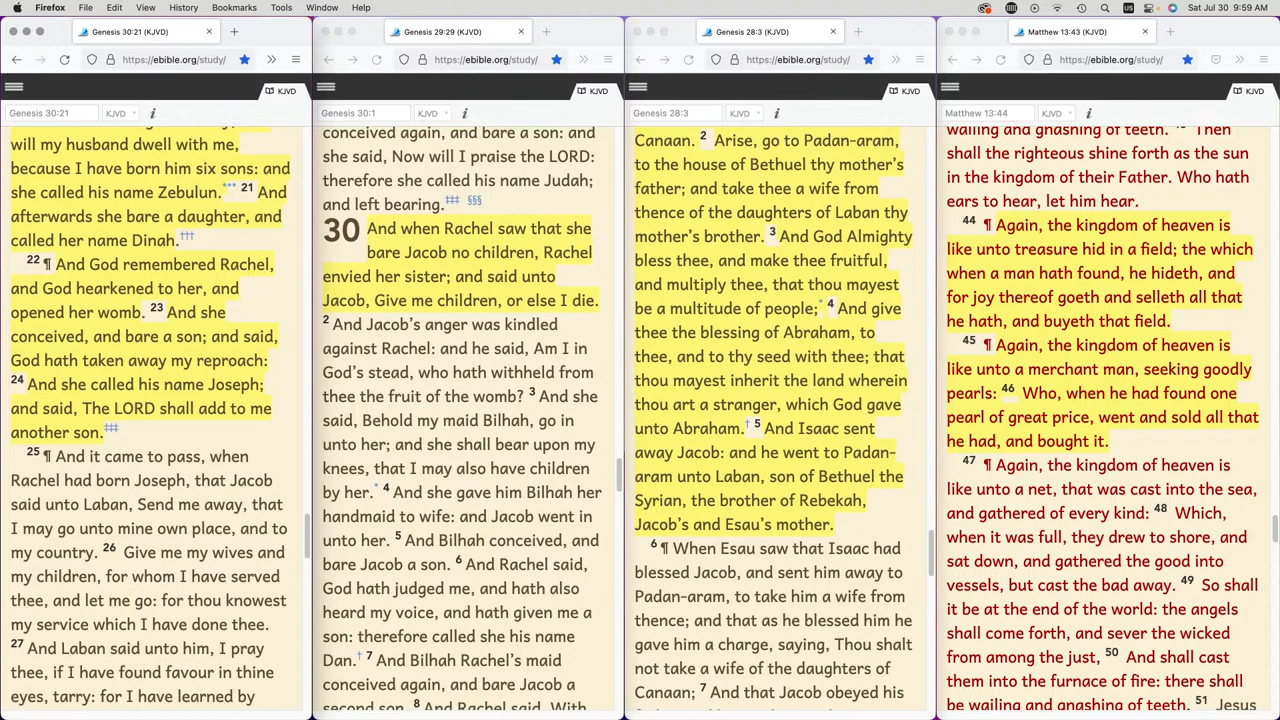 Firefox File Edit View History Bookmarks Tools Window Help Sat Jul 30 9:59 AM
Genesis 30:21 (KJVD)
https://ebible.org/study/
KJVD
Genesis 30:21 KJVD i
will my husband dwell with me,
because I have born him six sons: and
she called his name Zebulun.*** 21 And
afterwards she bare a daughter, and
called her name Dinah.†††
22 ¶ And God remembered Rachel,
and God hearkened to her, and
opened her womb. 23 And she
conceived, and bare a son; and said,
God hath taken away my reproach:
24 And she called his name Joseph;
and said, The LORD shall add to me
another son.‡‡‡
25 ¶ And it came to pass, when
Rachel had born Joseph, that Jacob
said unto Laban, Send me away, that
I may go unto mine own place, and to
my country. 26 Give me my wives and
my children, for whom I have served
thee, and let me go: for thou knowest
my service which I have done thee.
27 And Laban said unto him, I pray
thee, if I have found favour in thine
eyes, tarry: for I have learned by
Genesis 29:29 (KJVD)
https://ebible.org/study/
KJVD
Genesis 30:1 KJVD i
conceived again, and bare a son: and
she said, Now will I praise the LORD:
therefore she called his name Judah;
and left bearing.‡‡‡ §§§
30 And when Rachel saw that she
bare Jacob no children, Rachel
envied her sister; and said unto
Jacob, Give me children, or else I die.
2 And Jacob’s anger was kindled
against Rachel: and he said, Am I in
God’s stead, who hath withheld from
thee the fruit of the womb? 3 And she
said, Behold my maid Bilhah, go in
unto her; and she shall bear upon my
knees, that I may also have children
by her.* 4 And she gave him Bilhah her
handmaid to wife: and Jacob went in
unto her. 5 And Bilhah conceived, and
bare Jacob a son. 6 And Rachel said,
God hath judged me, and hath also
heard my voice, and hath given me a
son: therefore called she his name
Dan.† 7 And Bilhah Rachel’s maid
conceived again, and bare Jacob a
second son. 8 And Rachel said, With
Genesis 28:3 (KJVD)
https://ebible.org/study/
KJVD
Genesis 28:3 KJVD i
Canaan. 2 Arise, go to Padan-aram,
to the house of Bethuel thy mother’s
father; and take thee a wife from
thence of the daughters of Laban thy
mother’s brother. 3 And God Almighty
bless thee, and make thee fruitful,
and multiply thee, that thou mayest
be a multitude of people;* 4 And give
thee the blessing of Abraham, to
thee, and to thy seed with thee; that
thou mayest inherit the land wherein
thou art a stranger, which God gave
unto Abraham.† 5 And Isaac sent
away Jacob: and he went to Padan-
aram unto Laban, son of Bethuel the
Syrian, the brother of Rebekah,
Jacob’s and Esau’s mother.
6 ¶ When Esau saw that Isaac had
blessed Jacob, and sent him away to
Padan-aram, to take him a wife from
thence; and that as he blessed him he
gave him a charge, saying, Thou shalt
not take a wife of the daughters of
Canaan; 7 And that Jacob obeyed his
Matthew 13:43 (KJVD)
https://ebible.org/study/
KJVD
Matthew 13:44 KJVD i
wailing and gnashing of teeth. Then
shall the righteous shine forth as the sun
in the kingdom of their Father. Who hath
ears to hear, let him hear.
44 ¶ Again, the kingdom of heaven is
like unto treasure hid in a field; the which
when a man hath found, he hideth, and
for joy thereof goeth and selleth all that
he hath, and buyeth that field.
45 ¶ Again, the kingdom of heaven is
like unto a merchant man, seeking goodly
pearls: 46 Who, when he had found one
pearl of great price, went and sold all that
he had, and bought it.
47 ¶ Again, the kingdom of heaven is
like unto a net, that was cast into the sea,
and gathered of every kind: 48 Which,
when it was full, they drew to shore, and
sat down, and gathered the good into
vessels, but cast the bad away. 49 So shall
it be at the end of the world: the angels
shall come forth, and sever the wicked
from among the just, 50 And shall cast
them into the furnace of fire: there shall
be wailing and gnashing of teeth. 51 Jesus